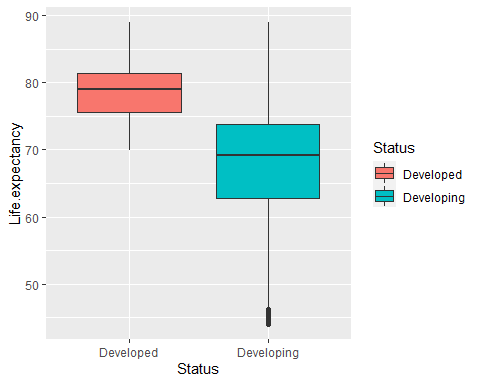 90
80
70
60
50
Life.expectancy
Developed
Developing
Status
Status
Developed
Developing